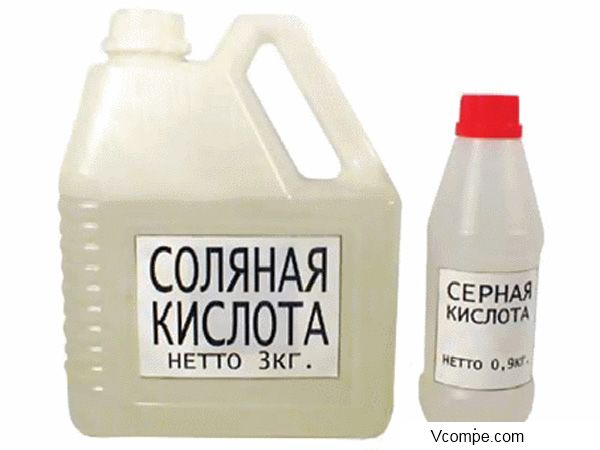 СОЛЯНАЯ
КИСЛОТА
НЕТТО 3КГ.
СЕРНАЯ
КИСЛОТА
НЕТТО 0,9КГ.
Vcompe.com